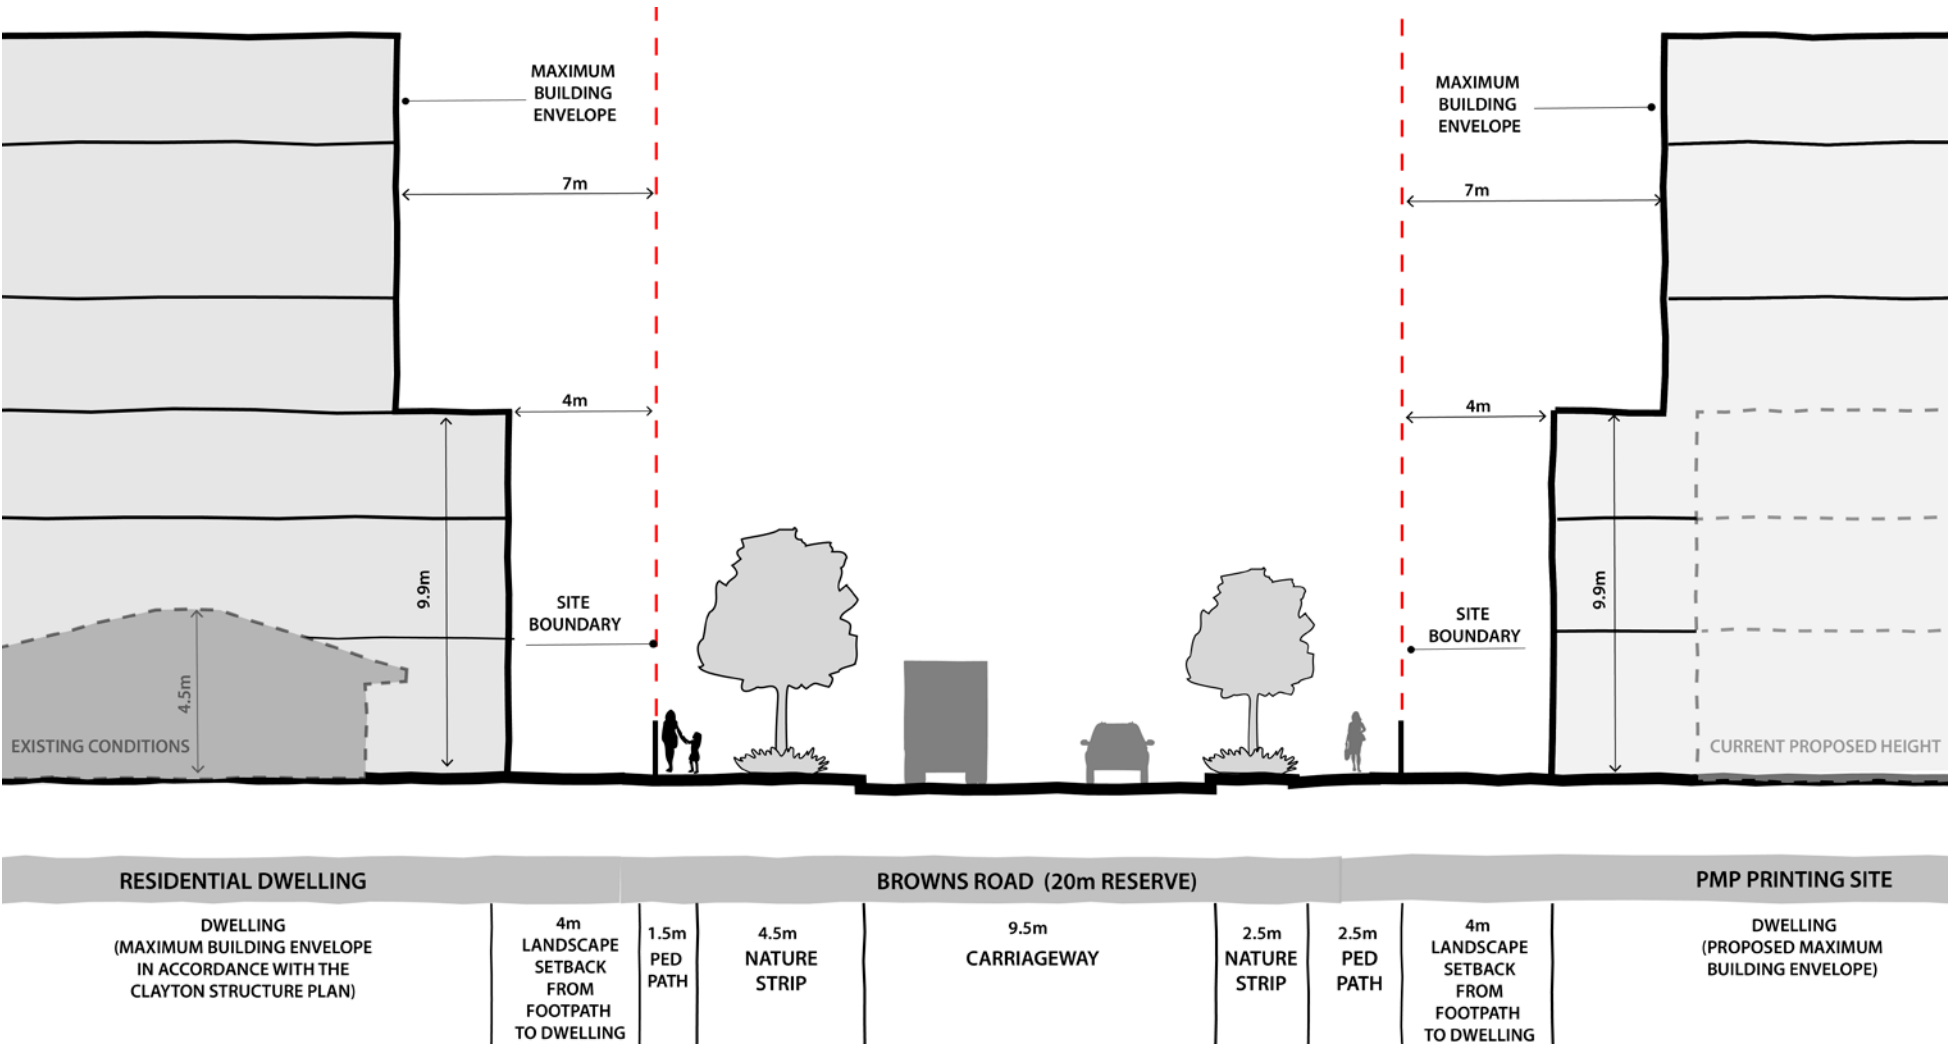 MAXIMUM
BUILDING
ENVELOPE
MAXIMUM
BUILDING
ENVELOPE
7m
7m
4m
4m
9.9m
9.9m
SITE
BOUNDARY
SITE
BOUNDARY
4.5m
EXISTING CONDITIONS
CURRENT PROPOSED HEIGHT
RESIDENTIAL DWELLING
BROWNS ROAD (20m RESERVE)
PMP PRINTING SITE
DWELLING
(MAXIMUM BUILDING ENVELOPE
IN ACCORDANCE WITH THE
CLAYTON STRUCTURE PLAN)
4m
LANDSCAPE
SETBACK
FROM
FOOTPATH
TO DWELLING
1.5m
PED
PATH
4.5m
NATURE
STRIP
9.5m
CARRIAGEWAY
2.5m
NATURE
STRIP
2.5m
PED
PATH
4m
LANDSCAPE
SETBACK
FROM
FOOTPATH
TO DWELLING
DWELLING
(PROPOSED MAXIMUM
BUILDING ENVELOPE)